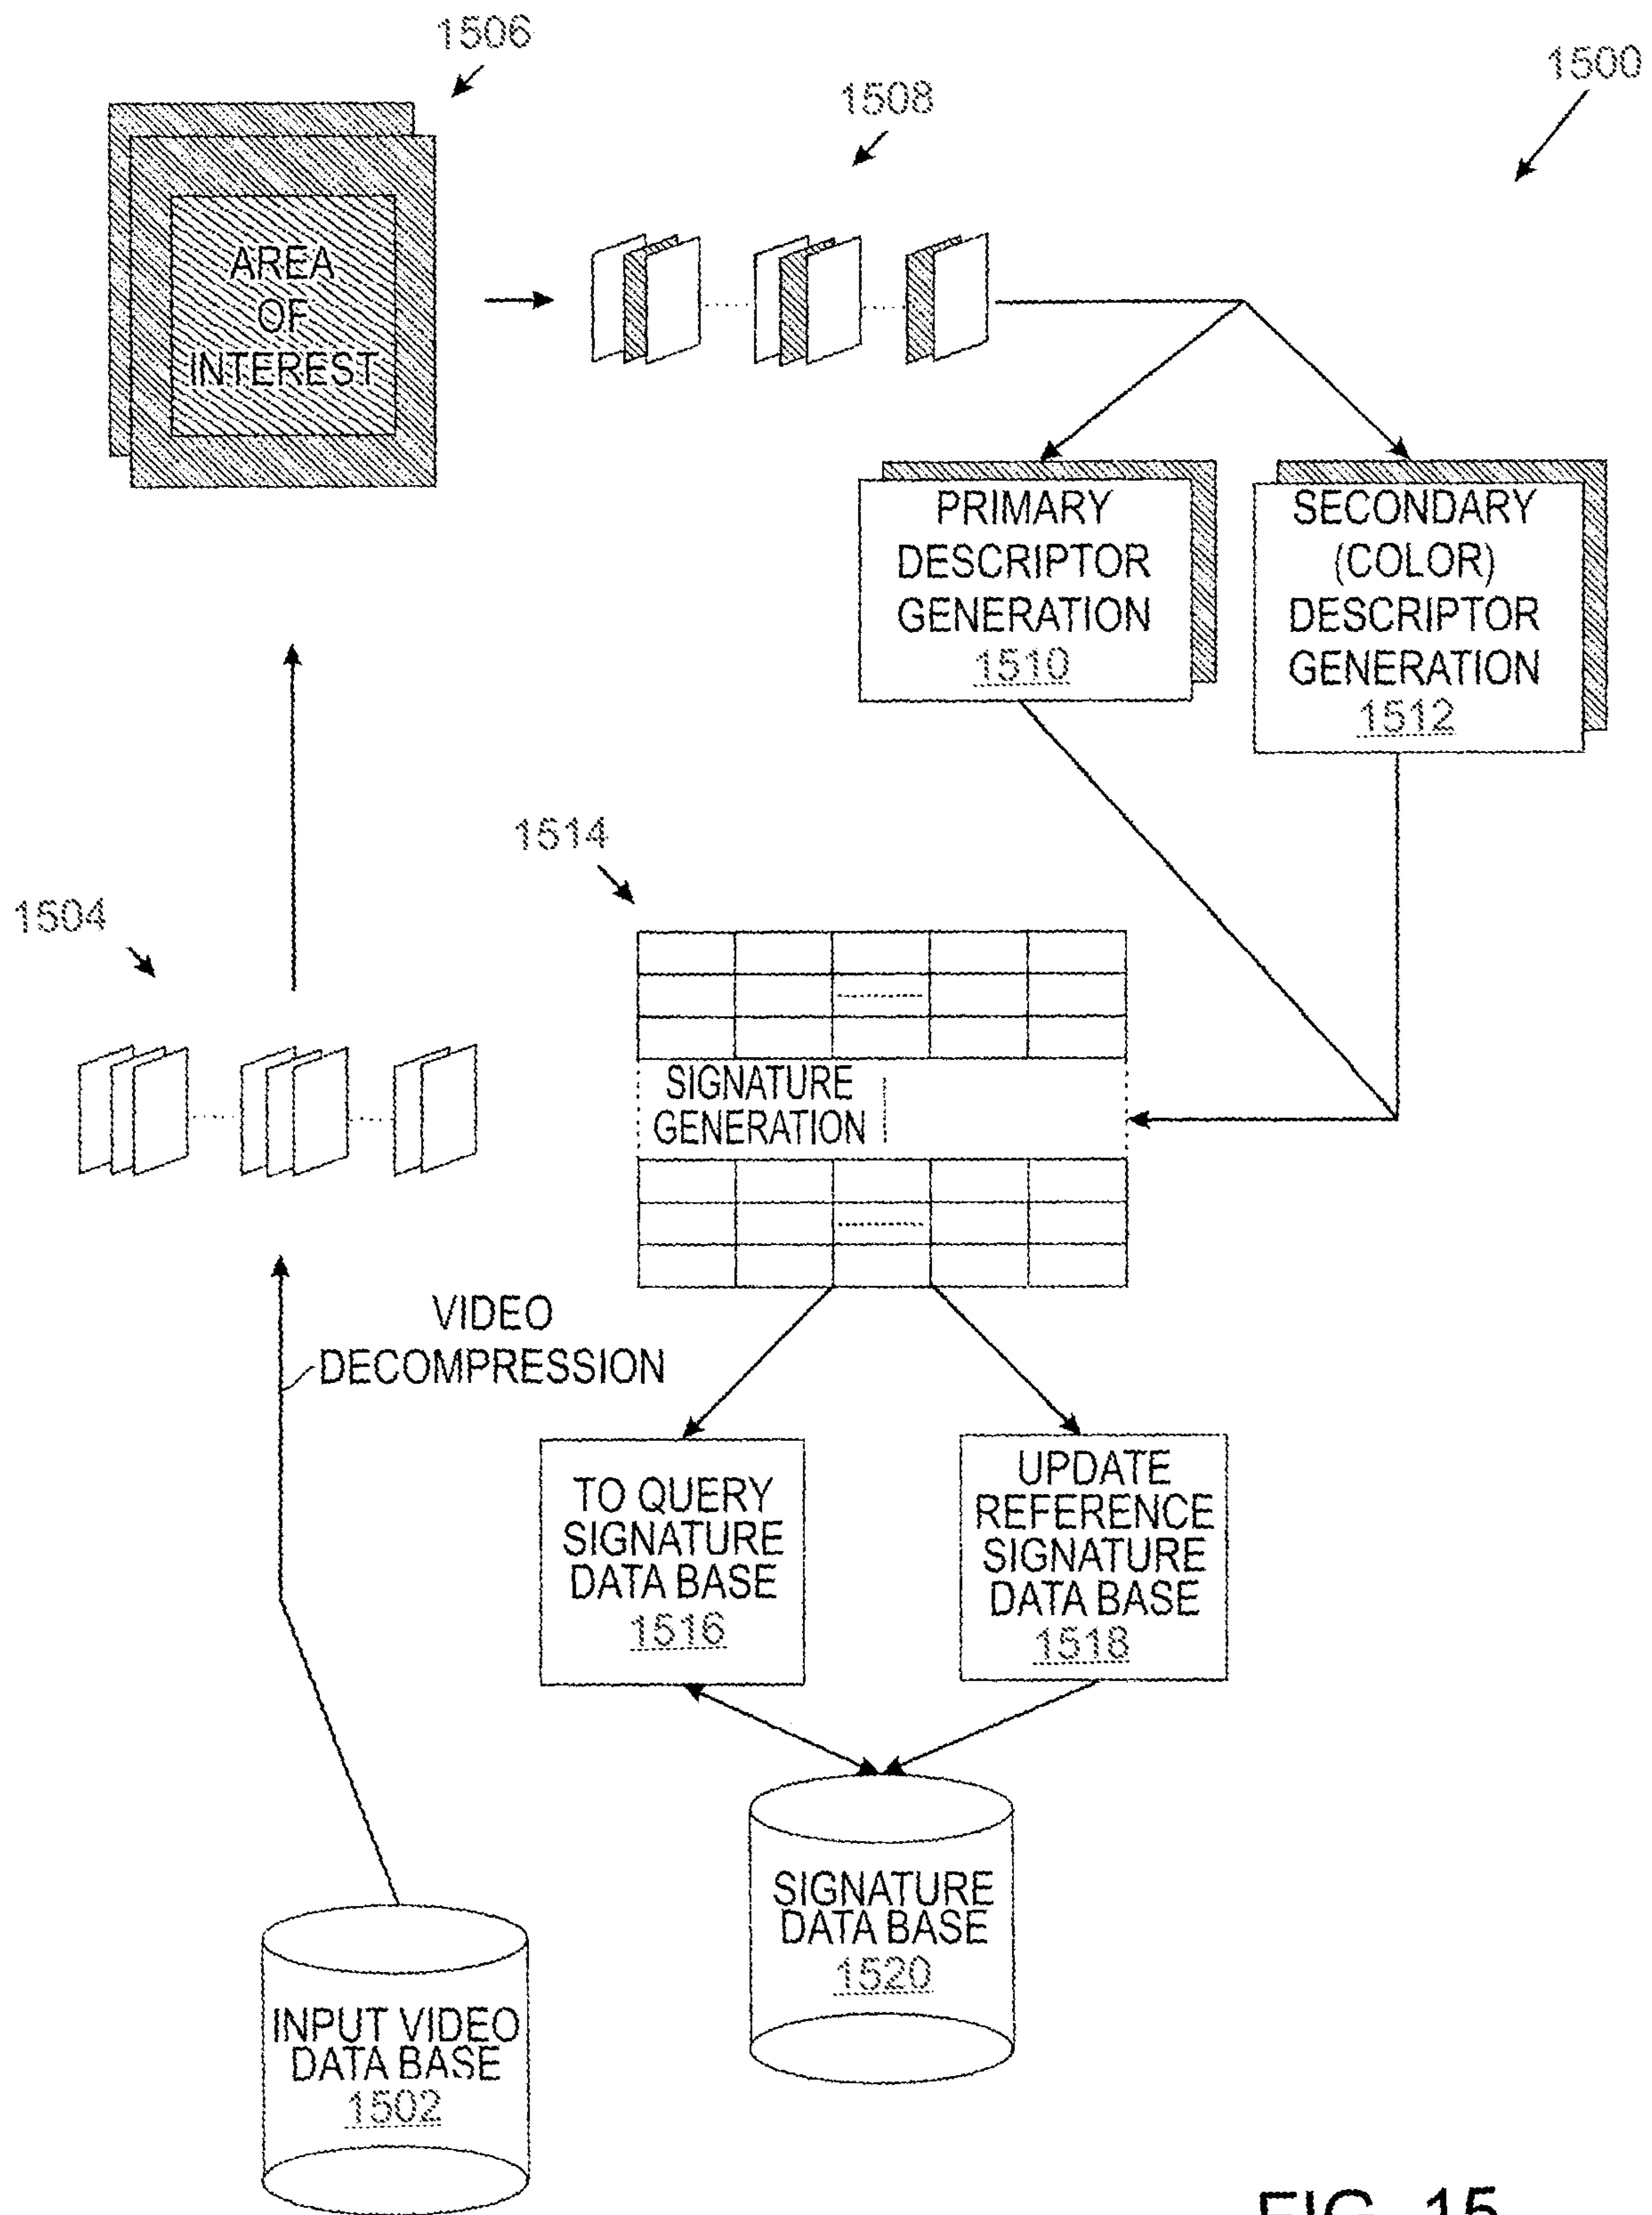 1506
1500
1508
AREA
OF
INTEREST
PRIMARY
DESCRIPTOR
GENERATION
1510
SECONDARY
(COLOR)
DESCRIPTOR
GENERATION
1512
1514
1504
SIGNATURE
GENERATION
VIDEO
DECOMPRESSION
TO QUERY
SIGNATURE
DATA BASE
1516
UPDATE
REFERENCE
SIGNATURE
DATA BASE
1518
SIGNATURE
DATA BASE
1520
INPUT VIDEO
DATA BASE
1502
FIG. 15